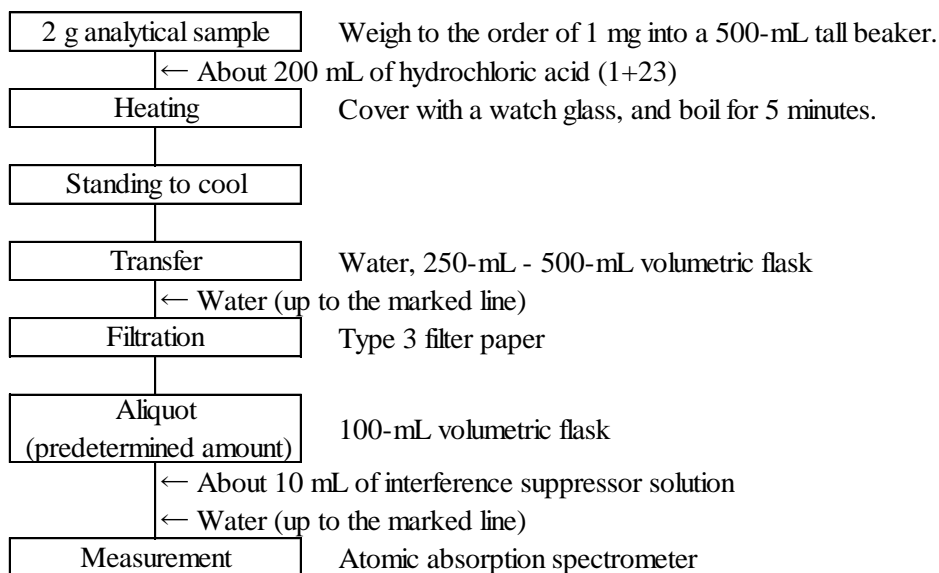 2 g analytical sample Weigh to the order of 1 mg into a 500-mL tall beaker.
← About 200 mL of hydrochloric acid (1+23)
Heating Cover with a watch glass, and boil for 5 minutes.
Standing to cool
Transfer Water, 250-mL - 500-mL volumetric flask
← Water (up to the marked line)
Filtration Type 3 filter paper
Aliquot
(predetermined amount) 100-mL volumetric flask
← About 10 mL of interference suppressor solution
← Water (up to the marked line)
Measurement Atomic absorption spectrometer